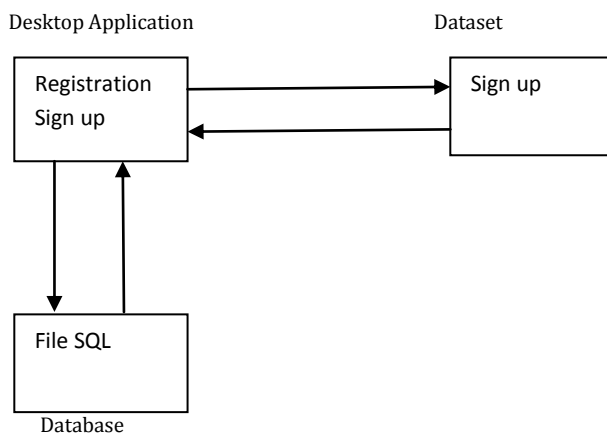 Desktop Application
Dataset
Registration
Sign up
Sign up
File SQL
Database